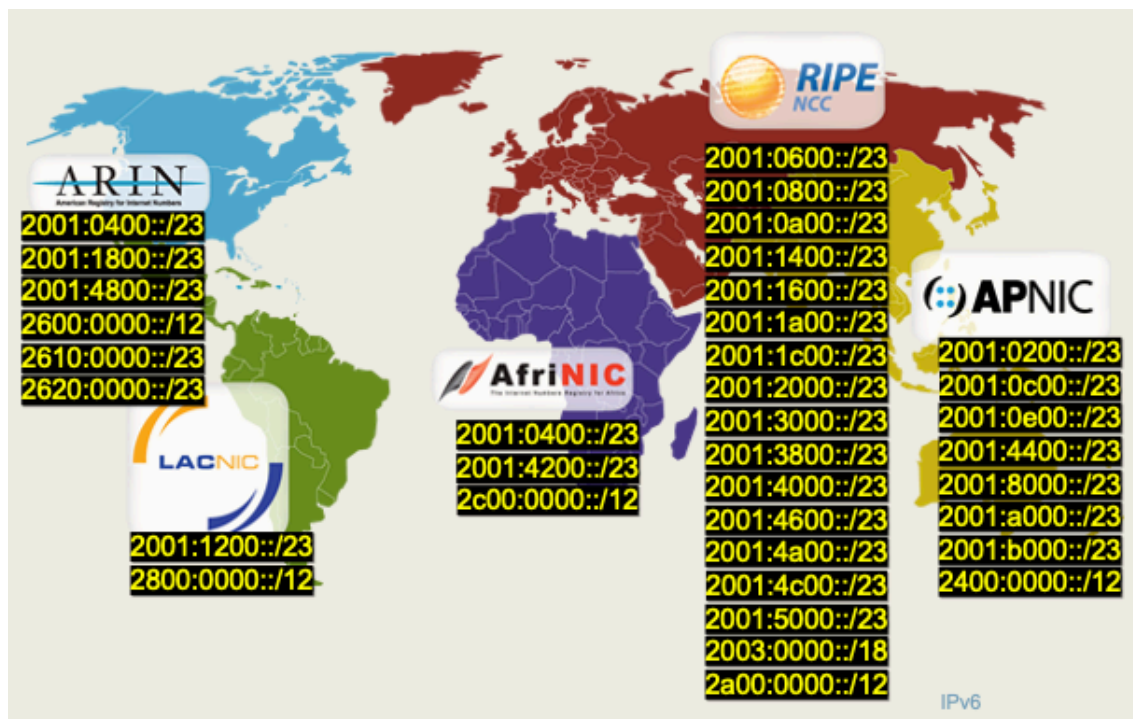 ARIN
American Registry for Internet Numbers
2001:0400::/23
2001:1800::/23
2001:4800::/23
2600:0000::/12
2610:0000::/23
2620:0000::/23
LACNIC
2001:1200::/23
2800:0000::/12
AfriNIC
The Internet Numbers Registry for Africa
2001:0400::/23
2001:4200::/23
2c00:0000::/12
RIPE
NCC
2001:0600::/23
2001:0800::/23
2001:0a00::/23
2001:1400::/23
2001:1600::/23
2001:1a00::/23
2001:1c00::/23
2001:2000::/23
2001:3000::/23
2001:3800::/23
2001:4000::/23
2001:4600::/23
2001:4a00::/23
2001:4c00::/23
2001:5000::/23
2003:0000::/18
2a00:0000::/12
APNIC
2001:0200::/23
2001:0c00::/23
2001:0e00::/23
2001:4400::/23
2001:8000::/23
2001:a000::/23
2001:b000::/23
2400:0000::/12
IPv6